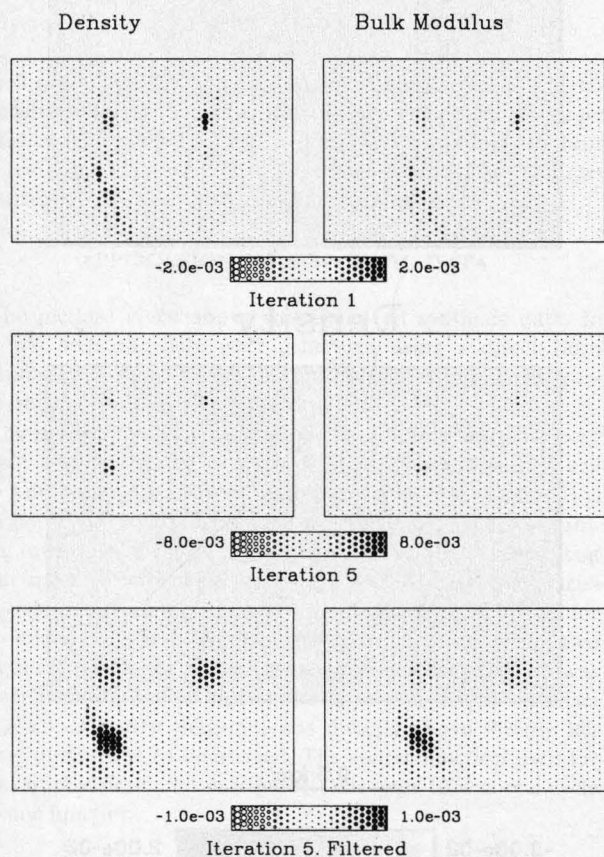 Density Bulk Modulus
-2.0e-03 2.0e-03
Iteration 1
-8.0e-03 8.0e-03
Iteration 5
-1.0e-03 1.0e-03
Iteration 5. Filtered